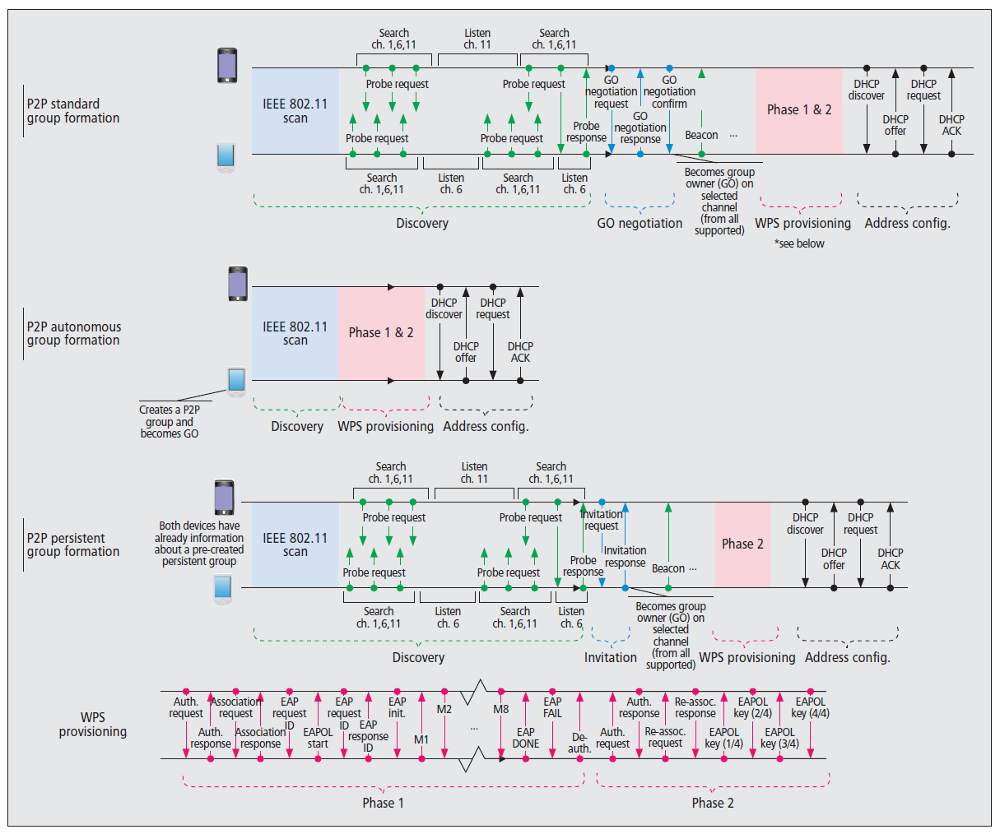 Search
ch. 1,6,11
Listen
ch. 11
Search
ch. 1,6,11
P2P standard
group formation
IEEE 802.11
scan
Probe request
Probe request
Probe request
Probe request
Probe
response
GO
negotiation
request
GO
negotiation
response
GO
negotiation
confirm
Beacon ...
Phase 1 & 2
DHCP
discover
DHCP
offer
DHCP
request
DHCP
ACK
Search
ch. 1,6,11
Listen
ch. 6
Search
ch. 1,6,11
Listen
ch. 6
Becomes group
owner (GO) on
selected
channel
(from all
supported)
Discovery
GO negotiation
WPS provisioning
*see below
Address config.
P2P autonomous
group formation
IEEE 802.11
scan
Phase 1 & 2
DHCP
discover
DHCP
offer
DHCP
request
DHCP
ACK
Creates a P2P
group and
becomes GO
Discovery
WPS provisioning
Address config.
Search
ch. 1,6,11
Listen
ch. 11
Search
ch. 1,6,11
P2P persistent
group formation
Both devices have
already information
about a pre-created
persistent group
IEEE 802.11
scan
Probe request
Probe request
Probe request
Probe request
Probe
response
Invitation
request
Invitation
response
Beacon ...
Phase 2
DHCP
discover
DHCP
offer
DHCP
request
DHCP
ACK
Search
ch. 1,6,11
Listen
ch. 6
Search
ch. 1,6,11
Listen
ch. 6
Becomes group
owner (GO) on
selected
channel
(from all
supported)
Discovery
Invitation
WPS provisioning
Address config.
WPS
provisioning
Auth.
request
Auth.
response
Association
request
Association
response
EAP
request
ID
EAPOL
start
EAP
request
ID
EAP
response
ID
EAP
init.
M1
M2
...
M8
EAP
DONE
EAP
FAIL
De-
auth.
Auth.
request
Auth.
response
Re-assoc.
request
Re-assoc.
response
EAPOL
key (1/4)
EAPOL
key (2/4)
EAPOL
key (3/4)
EAPOL
key (4/4)
Phase 1
Phase 2